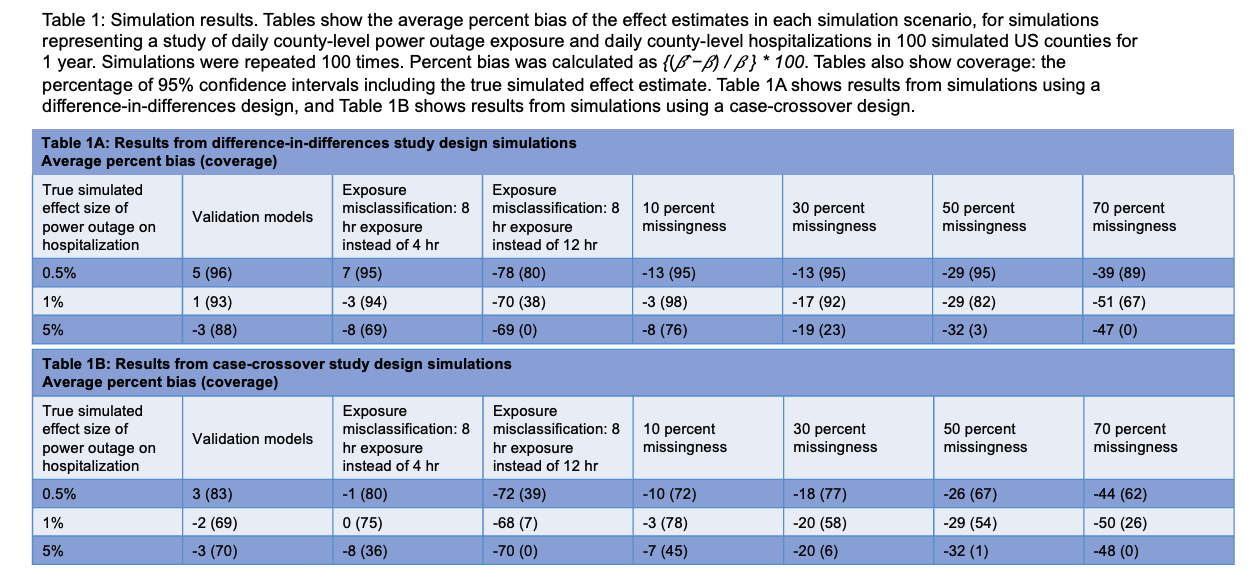 Table 1: Simulation results. Tables show the average percent bias of the effect estimates in each simulation scenario, for simulations
representing a study of daily county-level power outage exposure and daily county-level hospitalizations in 100 simulated US counties for
1 year. Simulations were repeated 100 times. Percent bias was calculated as {(β̂−β) / β} * 100. Tables also show coverage: the
percentage of 95% confidence intervals including the true simulated effect estimate. Table 1A shows results from simulations using a
difference-in-differences design, and Table 1B shows results from simulations using a case-crossover design.
Table 1A: Results from difference-in-differences study design simulations
Average percent bias (coverage)
True simulated
effect size of
power outage on
hospitalization
Validation models
Exposure
misclassification: 8
hr exposure
instead of 4 hr
Exposure
misclassification: 8
hr exposure
instead of 12 hr
10 percent
missingness
30 percent
missingness
50 percent
missingness
70 percent
missingness
0.5% 5 (96) 7 (95) -78 (80) -13 (95) -13 (95) -29 (95) -39 (89)
1% 1 (93) -3 (94) -70 (38) -3 (98) -17 (92) -29 (82) -51 (67)
5% -3 (88) -8 (69) -69 (0) -8 (76) -19 (23) -32 (3) -47 (0)
Table 1B: Results from case-crossover study design simulations
Average percent bias (coverage)
True simulated
effect size of
power outage on
hospitalization
Validation models
Exposure
misclassification: 8
hr exposure
instead of 4 hr
Exposure
misclassification: 8
hr exposure
instead of 12 hr
10 percent
missingness
30 percent
missingness
50 percent
missingness
70 percent
missingness
0.5% 3 (83) -1 (80) -72 (39) -10 (72) -18 (77) -26 (67) -44 (62)
1% -2 (69) 0 (75) -68 (7) -3 (78) -20 (58) -29 (54) -50 (26)
5% -3 (70) -8 (36) -70 (0) -7 (45) -20 (6) -32 (1) -48 (0)